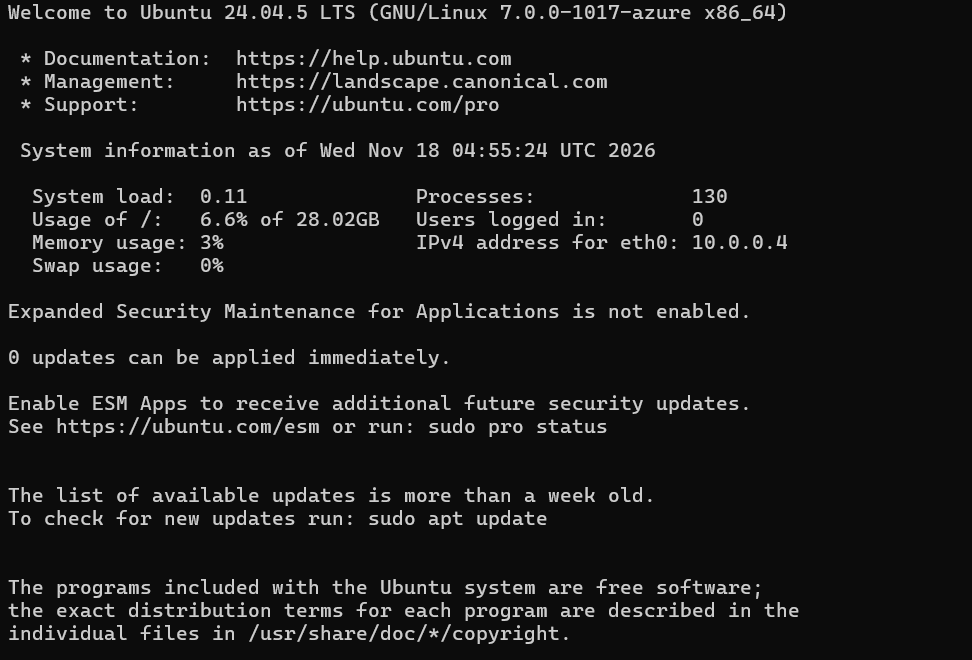 Welcome to Ubuntu 24.04.5 LTS (GNU/Linux 7.0.0-1017-azure x86_64)

 * Documentation:  https://help.ubuntu.com
 * Management:     https://landscape.canonical.com
 * Support:        https://ubuntu.com/pro

 System information as of Wed Nov 18 04:55:24 UTC 2026

  System load:  0.11              Processes:             130
  Usage of /:   6.6% of 28.02GB   Users logged in:       0
  Memory usage: 3%                IPv4 address for eth0: 10.0.0.4
  Swap usage:   0%

Expanded Security Maintenance for Applications is not enabled.

0 updates can be applied immediately.

Enable ESM Apps to receive additional future security updates.
See https://ubuntu.com/esm or run: sudo pro status


The list of available updates is more than a week old.
To check for new updates run: sudo apt update


The programs included with the Ubuntu system are free software;
the exact distribution terms for each program are described in the
individual files in /usr/share/doc/*/copyright.